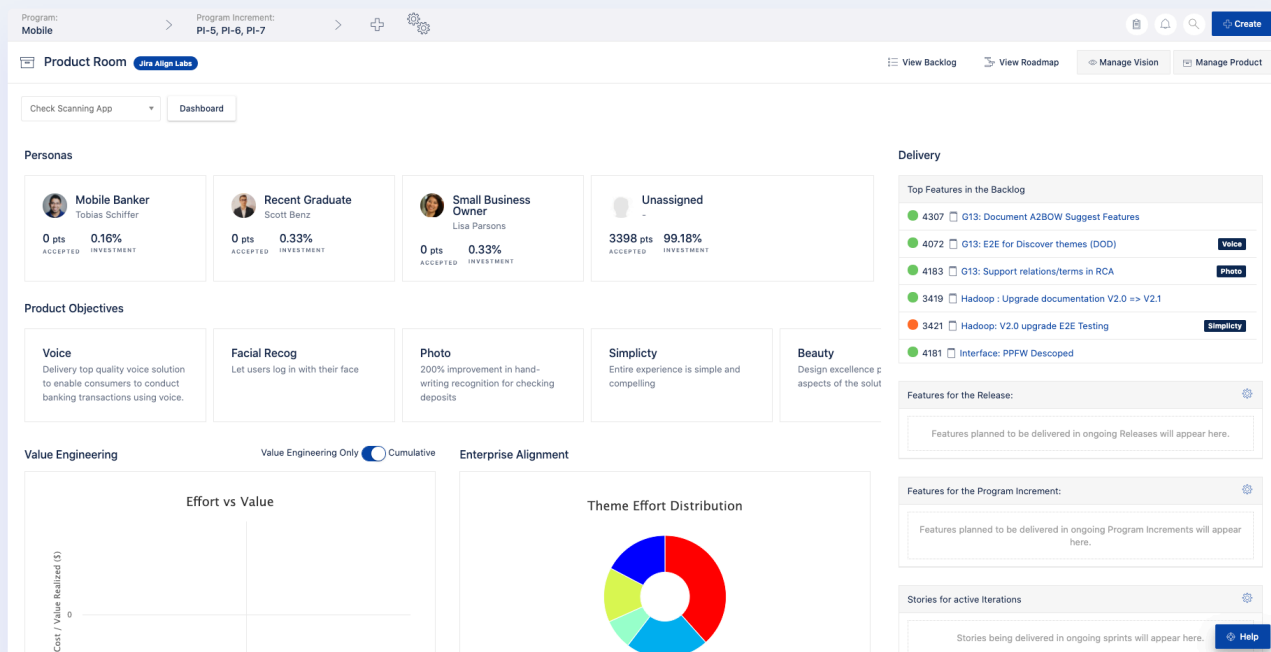 Program:
Mobile
Program Increment:
PI-5, PI-6, PI-7
Create
Product Room
Jira Align Labs
View Backlog
View Roadmap
Manage Vision
Manage Product
Check Scanning App
Dashboard
Personas
Mobile Banker
Tobias Schiffer
0 pts
0.16%
ACCEPTED
INVESTMENT
Recent Graduate
Scott Benz
0 pts
0.33%
ACCEPTED
INVESTMENT
Small Business
Owner
Lisa Parsons
0 pts
0.33%
ACCEPTED
INVESTMENT
Unassigned
-
3398 pts
99.18%
ACCEPTED
INVESTMENT
Product Objectives
Voice
Delivery top quality voice solution
to enable consumers to conduct
banking transactions using voice.
Facial Recog
Let users log in with their face
Photo
200% improvement in hand-
writing recognition for checking
deposits
Simplicty
Entire experience is simple and
compelling
Beauty
Design excellence p
aspects of the solut
Value Engineering
Value Engineering Only
Cumulative
Effort vs Value
Cost / Value Realized ($)
0
Enterprise Alignment
Theme Effort Distribution
Delivery
Top Features in the Backlog
4307 G13: Document A2BOW Suggest Features
4072 G13: E2E for Discover themes (DOD)
Voice
4183 G13: Support relations/terms in RCA
Photo
3419 Hadoop : Upgrade documentation V2.0 => V2.1
3421 Hadoop: V2.0 upgrade E2E Testing
Simplicty
4181 Interface: PPFW Descoped
Features for the Release:
Features planned to be delivered in ongoing Releases will appear here.
Features for the Program Increment:
Features planned to be delivered in ongoing Program Increments will appear
here.
Stories for active Iterations
Stories being delivered in ongoing sprints will appear here.
Help